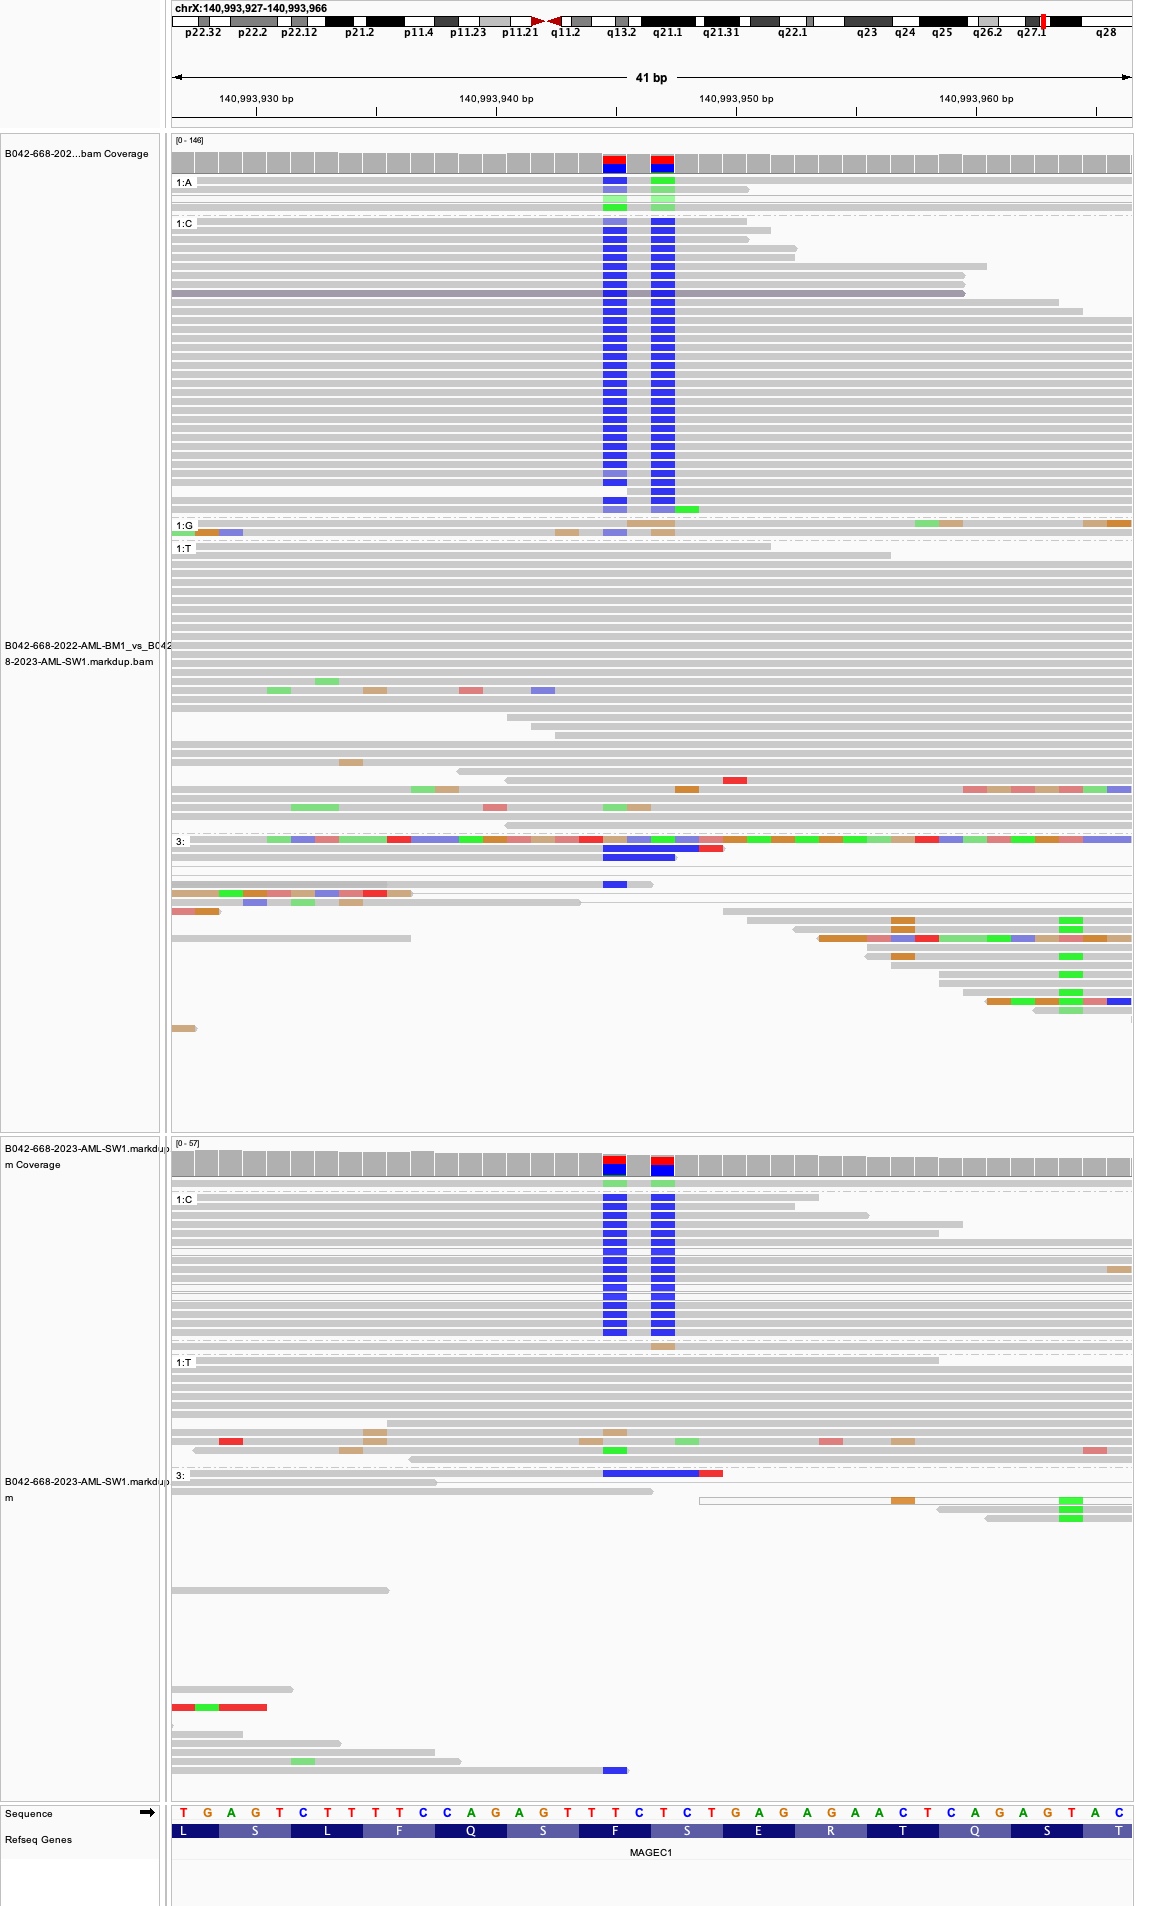 chrX:140,993,927-140,993,966
p22.32 p22.2 p22.12 p21.2 p11.4 p11.23 p11.21 q11.2 q13.2 q21.1 q21.31 q22.1 q23 q24 q25 q26.2 q27.1 q28
41 bp
140,993,930 bp 140,993,940 bp 140,993,950 bp 140,993,960 bp
[0 - 146]
B042-668-202...bam Coverage
1:A
1:C
1:G
1:T
B042-668-2022-AML-BM1_vs_B042
8-2023-AML-SW1.markdup.bam
3:
[0 - 57]
B042-668-2023-AML-SW1.markdup
m Coverage
1:C
1:T
3:
B042-668-2023-AML-SW1.markdup
m
Sequence T G A G T C T T T T C C A G A G T T T C T C T G A G A G A A C T C A G A G T A C
Refseq Genes L S L F Q S F S E R T Q S T
MAGEC1